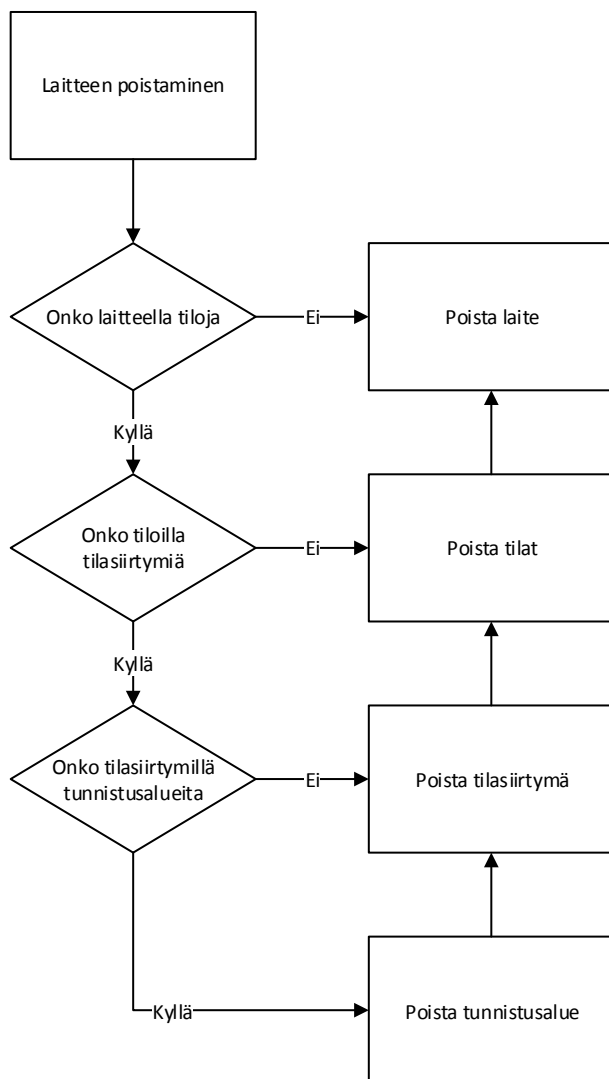 Laitteen poistaminen
Onko laitteella tiloja
Ei
Poista laite
Kyllä
Onko tiloilla
tilasiirtymiä
Ei
Poista tilat
Kyllä
Onko tilasiirtymillä
tunnistusalueita
Ei
Poista tilasiirtymä
Kyllä
Poista tunnistusalue